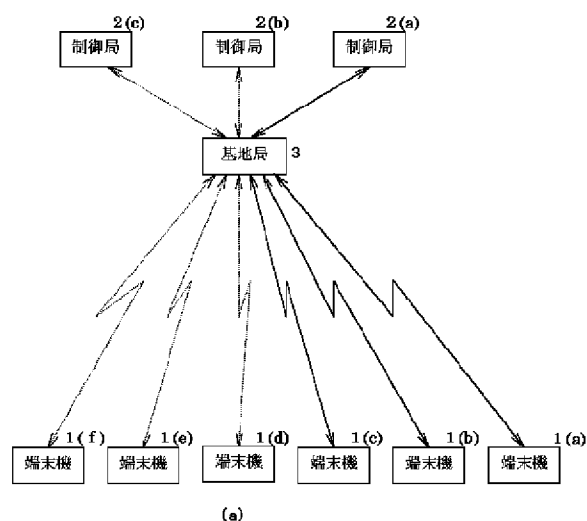 2(c) 2(b) 2(a)
制御局 制御局 制御局
基地局 3
1(f) 1(e) 1(d) 1(c) 1(b) 1(a)
端末機 端末機 端末機 端末機 端末機 端末機
(a)